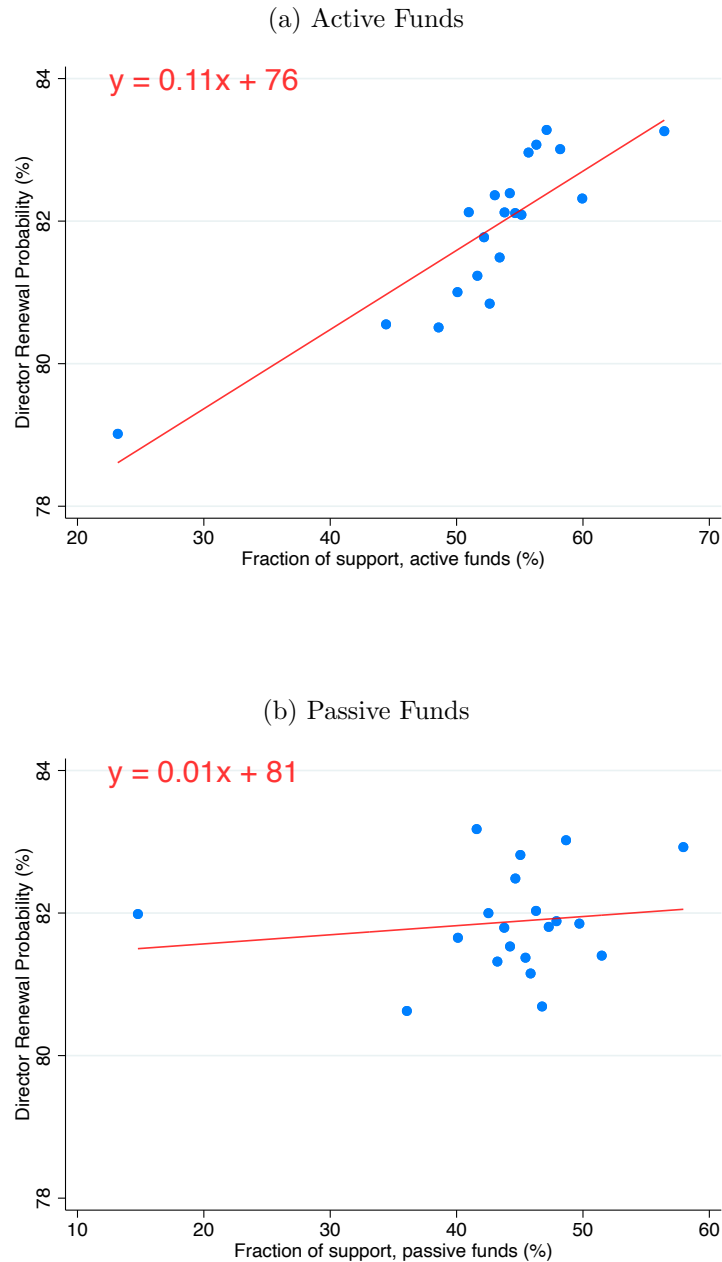 (a) Active Funds
y = 0.11x + 76
Director Renewal Probability (%)
84
82
80
78
20 30 40 50 60 70
Fraction of support, active funds (%)
(b) Passive Funds
y = 0.01x + 81
Director Renewal Probability (%)
84
82
80
78
10 20 30 40 50 60
Fraction of support, passive funds (%)